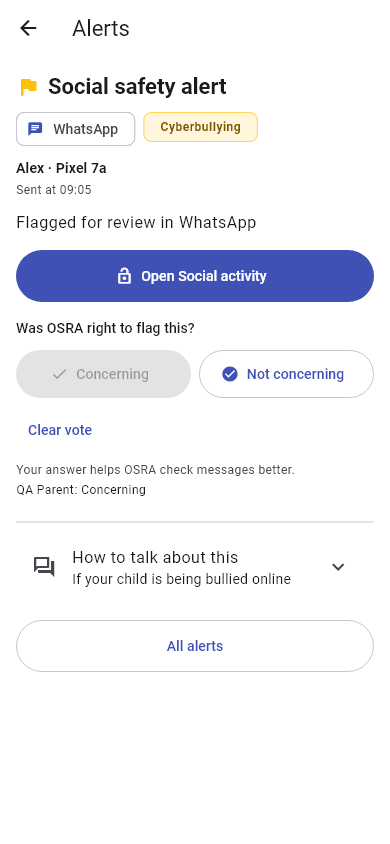 Alerts
Social safety alert
WhatsApp
Cyberbullying
Alex · Pixel 7a
Sent at 09:05
Flagged for review in WhatsApp
Open Social activity
Was OSRA right to flag this?
Concerning
Not concerning
Clear vote
Your answer helps OSRA check messages better.
QA Parent: Concerning
How to talk about this
If your child is being bullied online
All alerts